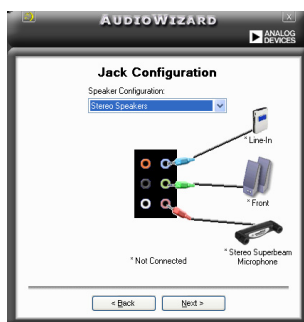 AUDIOWIZARD
ANALOG
DEVICES
Jack Configuration
Speaker Configuration:
Stereo Speakers
* Line-In
* Front
* Stereo Superbeam
Microphone
* Not Connected
< Back
Next >